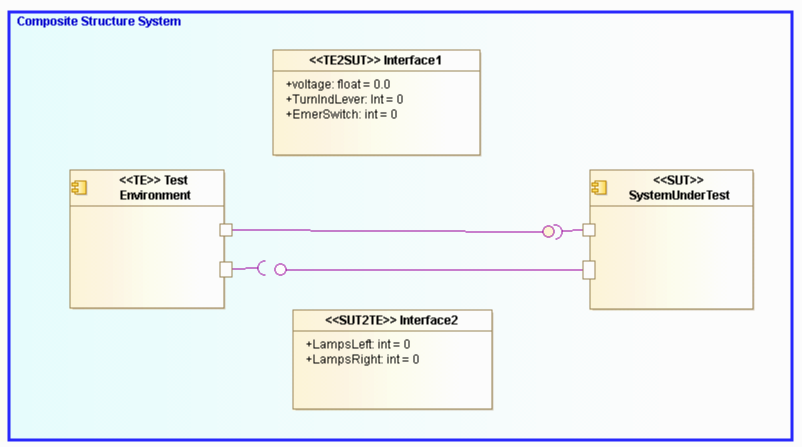 Composite Structure System
<<TE2SUT>> Interface1
+voltage: float = 0.0
+TurnIndLever: Int = 0
+EmerSwitch: int = 0
<<TE>> Test
Environment
<<SUT>>
SystemUnderTest
<<SUT2TE>> Interface2
+LampsLeft: int = 0
+LampsRight: int = 0